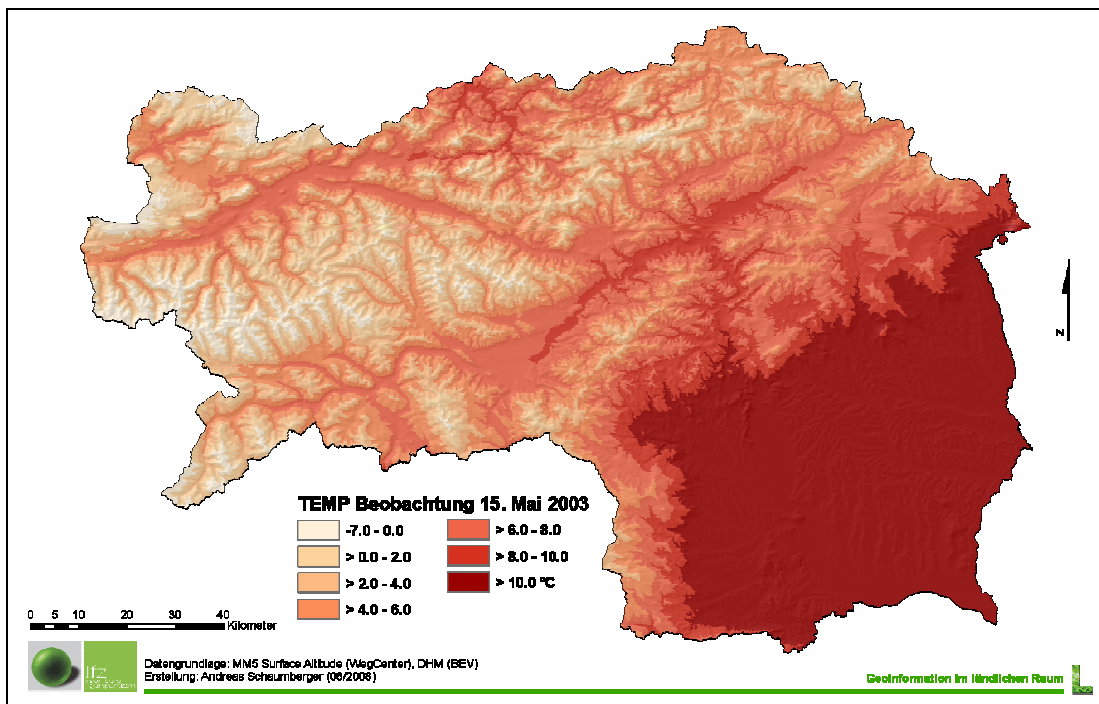 N
TEMP Beobachtung 15. Mai 2003
-7.0 - 0.0
> 0.0 - 2.0
> 2.0 - 4.0
> 4.0 - 6.0
> 6.0 - 8.0
> 8.0 - 10.0
> 10.0 °C
0 5 10 20 30 40
Kilometer
lfz
Datengrundlage: MM5 Surface Altitude (WegCenter), DHM (BEV)
Erstellung: Andreas Schaumberger (06/2008)
Geoinformation im ländlichen Raum